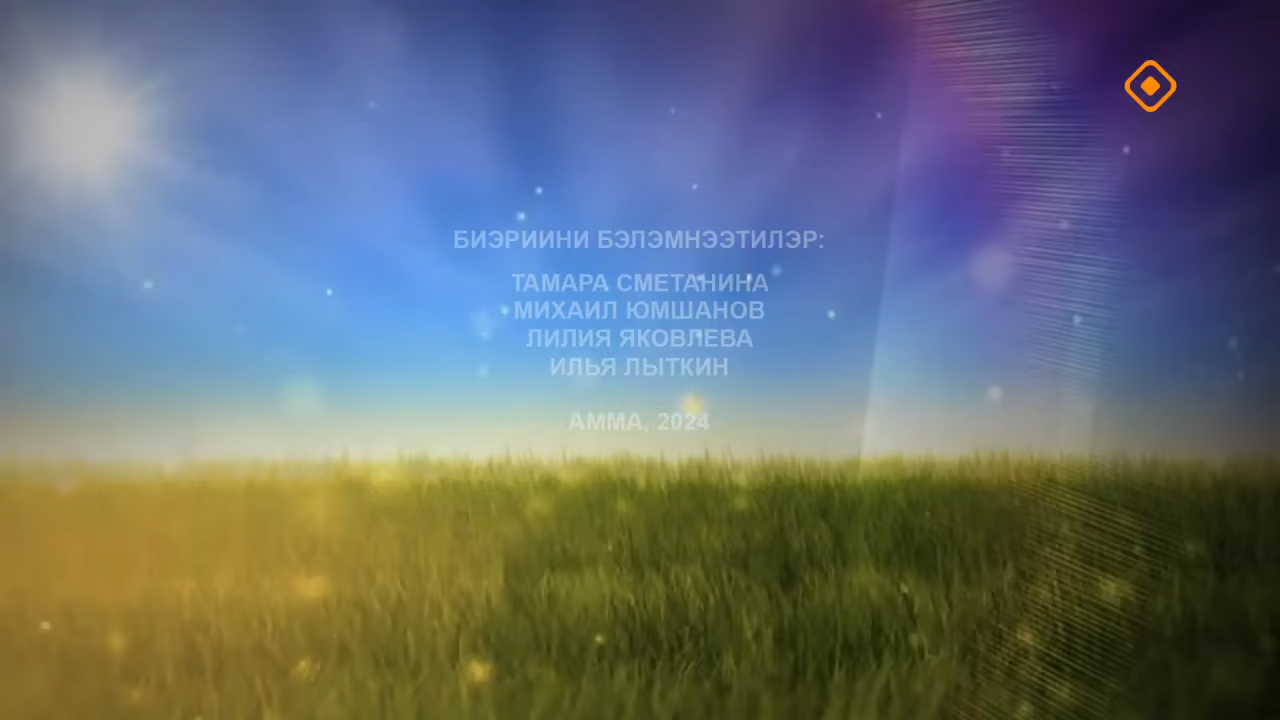 БИЭРИИНИ БЭЛЭМНЭЭТИЛЭР:
ТАМАРА СМЕТАНИНА
МИХАИЛ ЮМШАНОВ
ЛИЛИЯ ЯКОВЛЕВА
ИЛЬЯ ЛЫТКИН
АММА, 2024